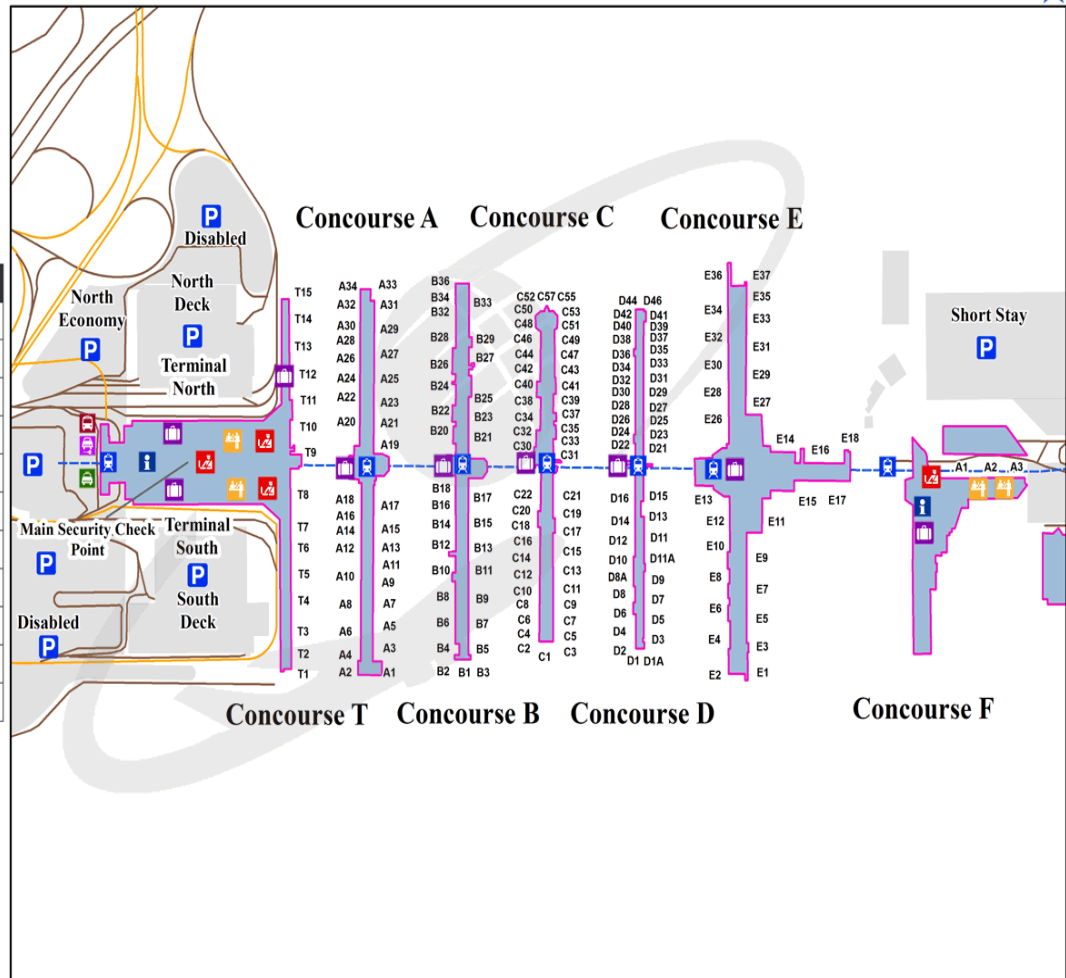 Concourse A
Concourse C
Concourse E
Disabled
North
Deck
North
Economy
Terminal
North
Short Stay
T15
T14
T13
T12
T11
T10
T9
T8
T7
T6
T5
T4
T3
T2
T1
A34
A32
A30
A28
A26
A24
A22
A20
A18
A16
A14
A12
A10
A8
A6
A4
A2
A33
A31
A29
A27
A25
A23
A21
A19
A17
A15
A13
A11
A9
A7
A5
A3
A1
B36
B34
B32
B28
B26
B24
B22
B20
B18
B16
B14
B12
B10
B8
B6
B4
B2
B1
B33
B29
B27
B25
B23
B21
B17
B15
B13
B11
B9
B7
B5
B3
C52 C57 C55
C50
C48
C46
C44
C42
C40
C38
C34
C32
C30
C22
C20
C18
C16
C14
C12
C10
C8
C6
C4
C2
C1
C53
C51
C49
C47
C43
C41
C39
C37
C35
C33
C31
C21
C19
C17
C15
C13
C11
C9
C7
C5
C3
D44 D46
D42
D40
D38
D36
D34
D32
D30
D28
D26
D24
D22
D16
D14
D12
D10
D8A
D8
D6
D4
D2
D1 D1A
D41
D39
D37
D35
D33
D31
D29
D27
D25
D23
D21
D15
D13
D11
D11A
D9
D7
D5
D3
E36
E34
E32
E30
E28
E26
E13
E12
E10
E8
E6
E4
E2
E37
E35
E33
E31
E29
E27
E14
E16
E18
E15
E17
E11
E9
E7
E5
E3
E1
A1
A2
A3
Main Security Check
Point
Terminal
South
South
Deck
Disabled
Concourse T
Concourse B
Concourse D
Concourse F
P
P
P
P
P
P
P
P
i
i